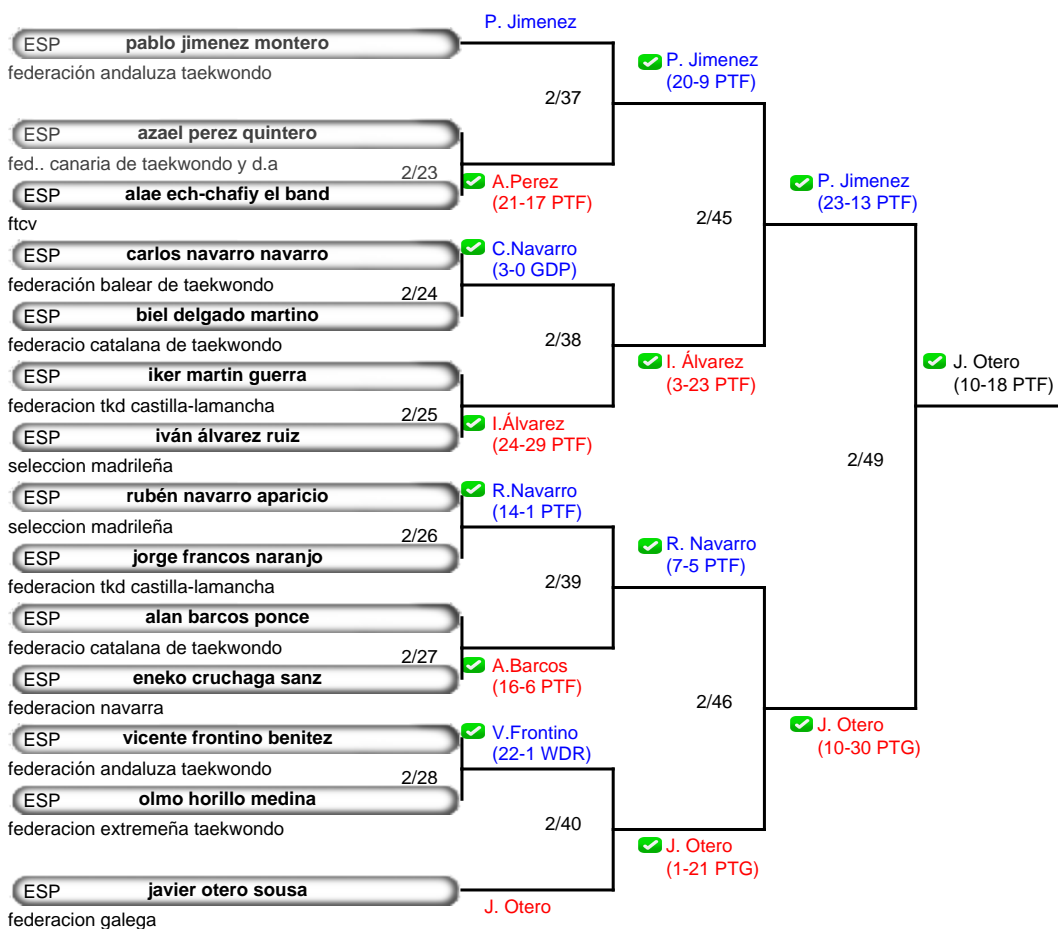 P. Jimenez
ESP pablo jimenez montero
federación andaluza taekwondo
P. Jimenez
(20-9 PTF)
2/37
ESP azael perez quintero
fed.. canaria de taekwondo y d.a
2/23
A.Perez
(21-17 PTF)
ESP alae ech-chafiy el band
ftcv
P. Jimenez
(23-13 PTF)
2/45
ESP carlos navarro navarro
C.Navarro
(3-0 GDP)
federación balear de taekwondo
2/24
ESP biel delgado martino
federacio catalana de taekwondo
2/38
ESP iker martin guerra
I. Álvarez
(3-23 PTF)
J. Otero
(10-18 PTF)
federacion tkd castilla-lamancha
2/25
I.Álvarez
(24-29 PTF)
ESP iván álvarez ruiz
seleccion madrileña
2/49
ESP rubén navarro aparicio
R.Navarro
(14-1 PTF)
seleccion madrileña
2/26
ESP jorge francos naranjo
R. Navarro
(7-5 PTF)
federacion tkd castilla-lamancha
2/39
ESP alan barcos ponce
federacio catalana de taekwondo
2/27
A.Barcos
(16-6 PTF)
ESP eneko cruchaga sanz
federacion navarra
2/46
ESP vicente frontino benitez
V.Frontino
(22-1 WDR)
J. Otero
(10-30 PTG)
federación andaluza taekwondo
2/28
ESP olmo horillo medina
federacion extremeña taekwondo
2/40
J. Otero
(1-21 PTG)
ESP javier otero sousa
J. Otero
federacion galega